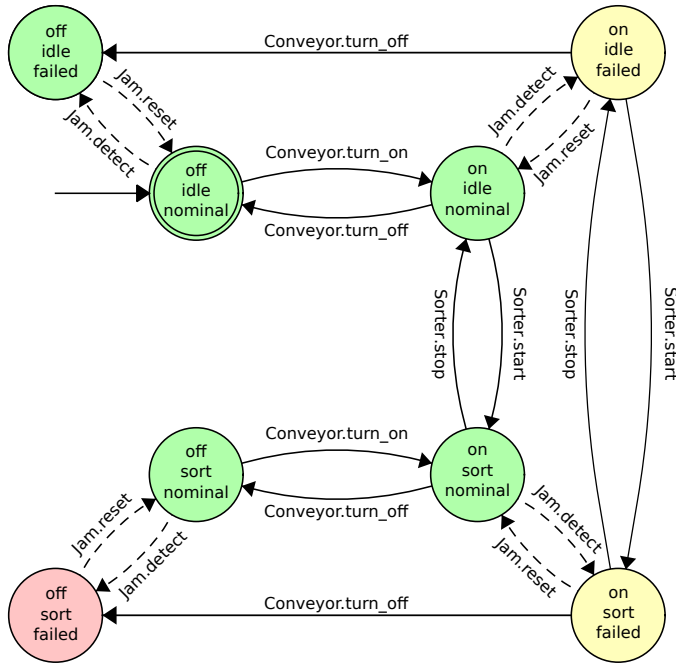 off
idle
failed
Conveyor.turn_off
on
idle
failed
Jam.reset
Jam.detect
Jam.detect
Jam.reset
off
idle
nominal
Conveyor.turn_on
Conveyor.turn_off
on
idle
nominal
Sorter.stop
Sorter.start
Sorter.stop
Sorter.start
off
sort
nominal
Conveyor.turn_on
Conveyor.turn_off
on
sort
nominal
Jam.reset
Jam.detect
Jam.detect
Jam.reset
off
sort
failed
Conveyor.turn_off
on
sort
failed